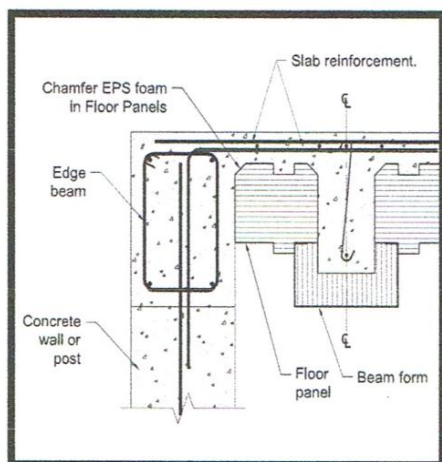 Slab reinforcement.
Chamfer EPS foam
in Floor Panels
℄
Edge
beam
Concrete
wall or
post
Floor
panel
Beam form
℄